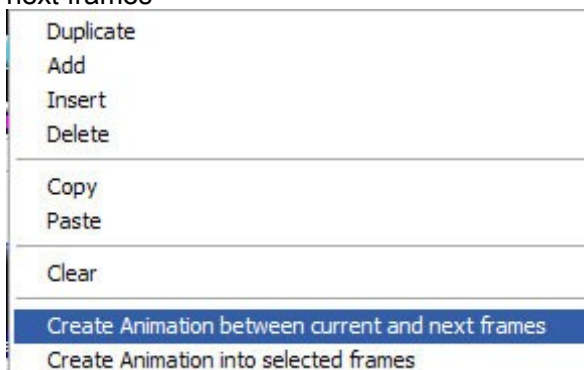 next frames
Duplicate
Add
Insert
Delete
Copy
Paste
Clear
Create Animation between current and next frames
Create Animation into selected frames